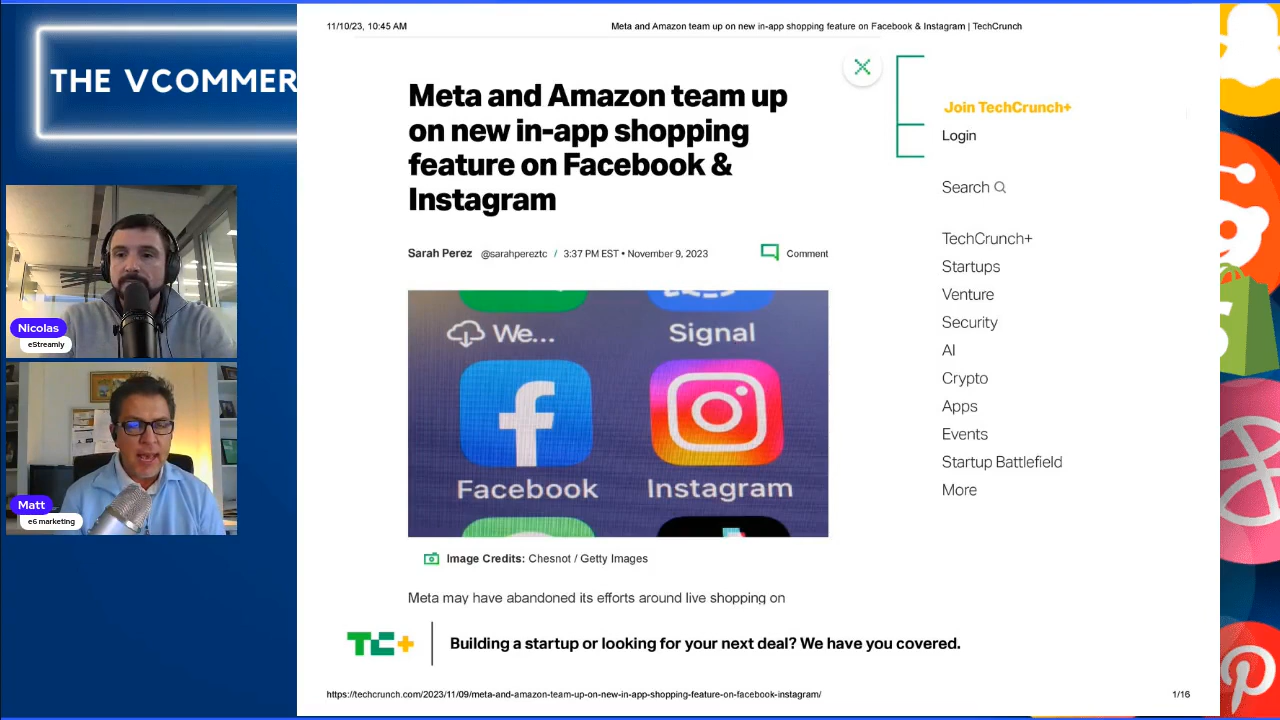 11/10/23, 10:45 AM
Meta and Amazon team up on new in-app shopping feature on Facebook & Instagram | TechCrunch
THE VCOMMER
Meta and Amazon team up
on new in-app shopping
feature on Facebook &
Instagram
Sarah Perez @sarahpereztc / 3:37 PM EST • November 9, 2023
Comment
We...
Signal
Facebook
Instagram
Image Credits: Chesnot / Getty Images
Meta may have abandoned its efforts around live shopping on
Join TechCrunch+
Login
Search
TechCrunch+
Startups
Venture
Security
AI
Crypto
Apps
Events
Startup Battlefield
More
Nicolas
eStreamly
Matt
e6 marketing
TC+
Building a startup or looking for your next deal? We have you covered.
https://techcrunch.com/2023/11/09/meta-and-amazon-team-up-on-new-in-app-shopping-feature-on-facebook-instagram/
1/16